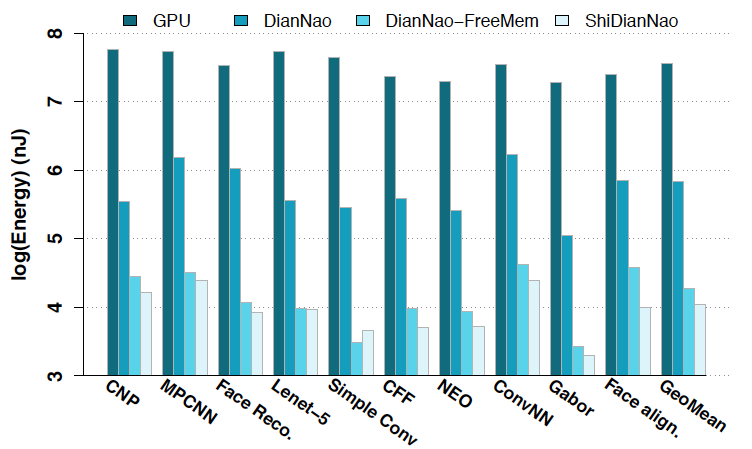 GPU DianNao DianNao-FreeMem ShiDianNao
log(Energy) (nJ)
8
7
6
5
4
3
CNP
MPCNN
Face Reco.
Lenet-5
Simple Conv
CFF
NEO
ConvNN
Gabor
Face align.
GeoMean